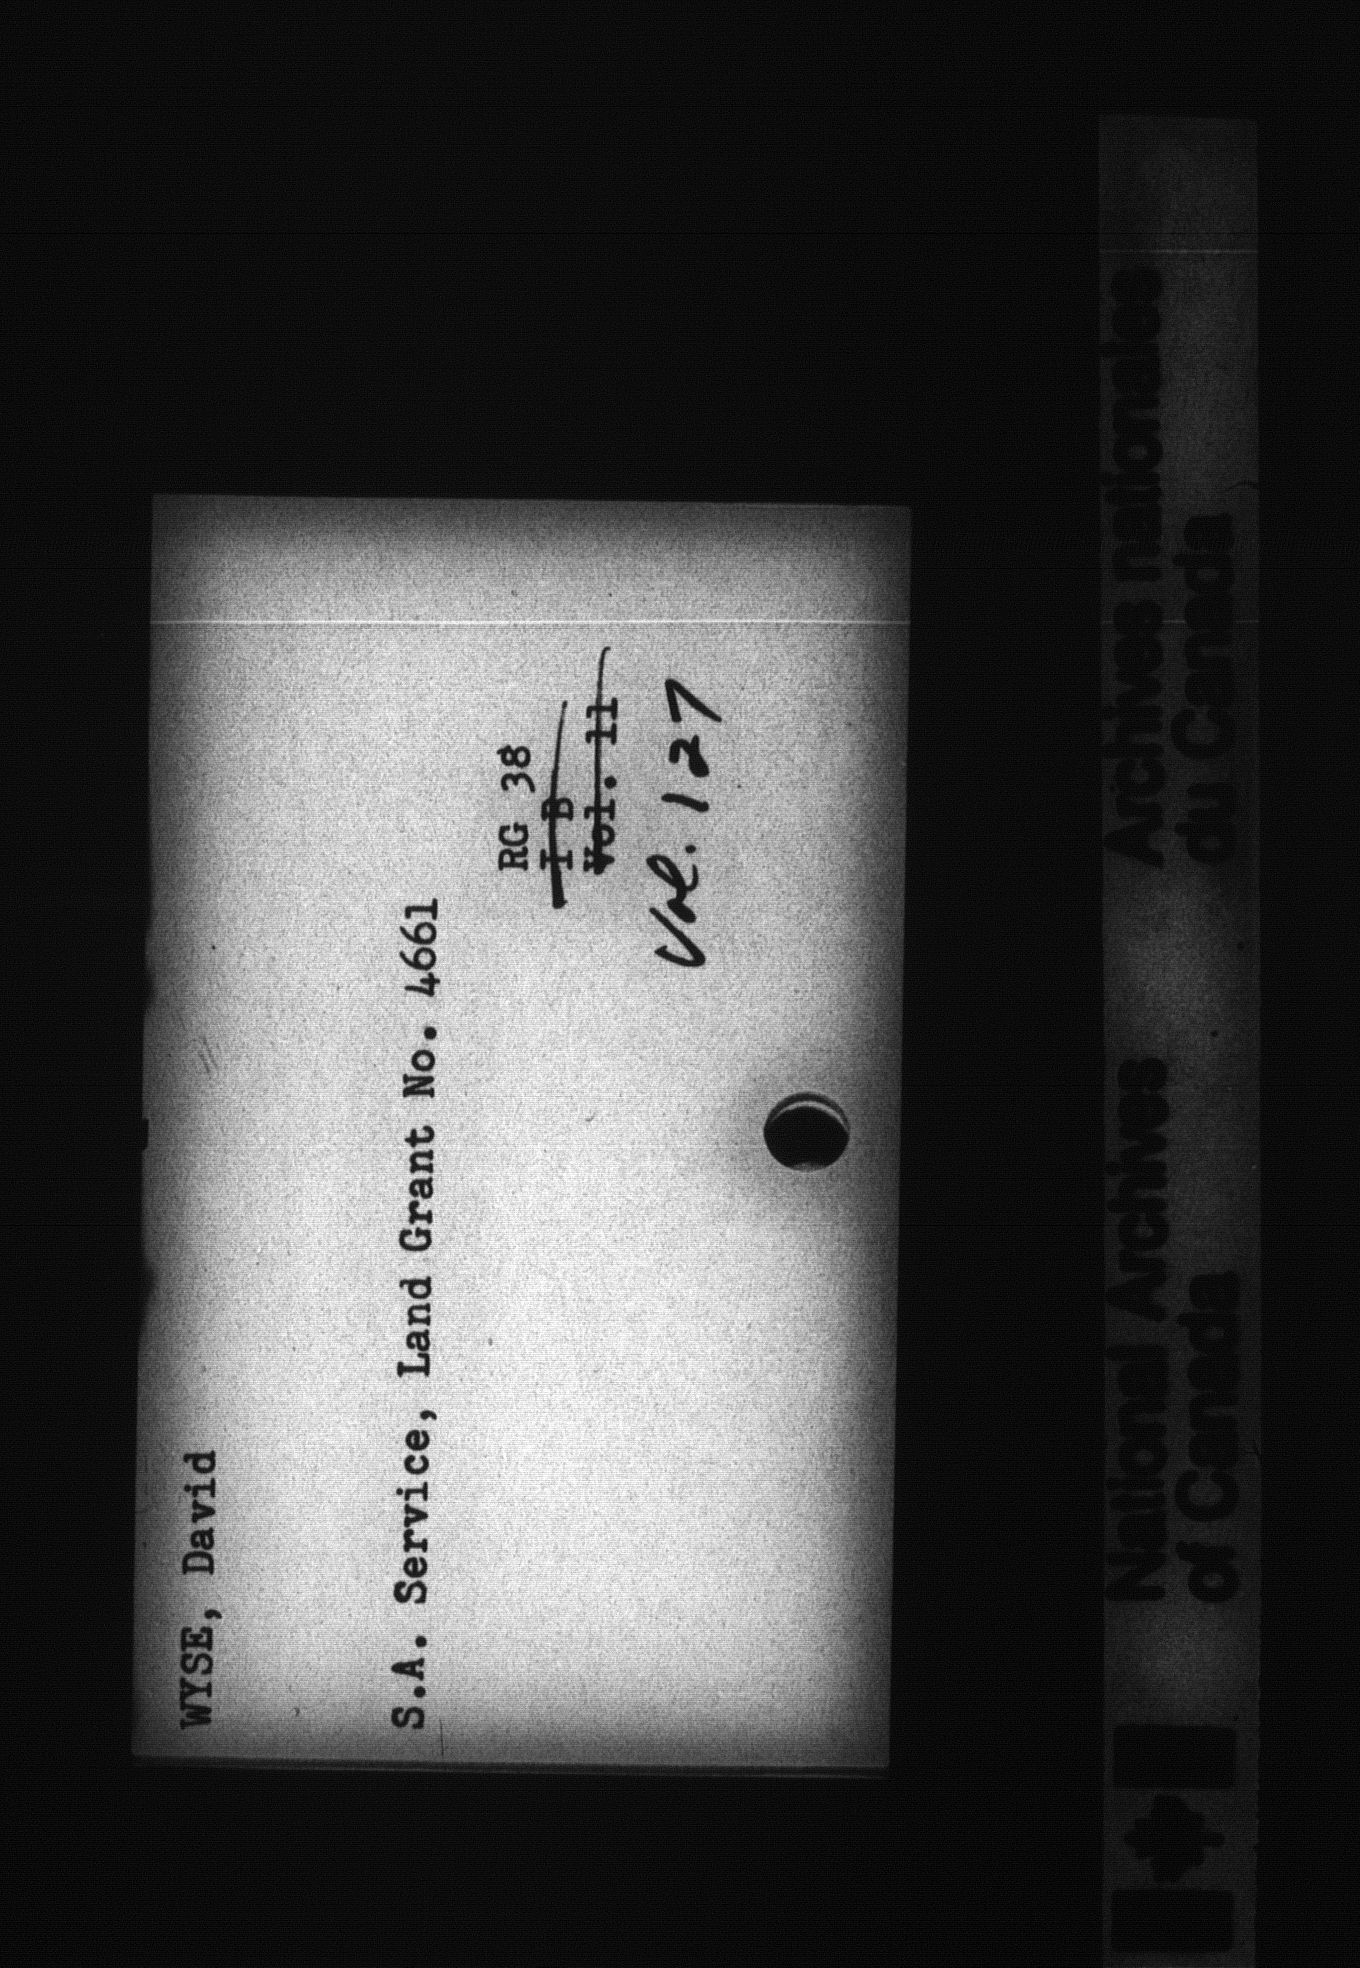 WYSE, David
S.A. Service, Land Grant No. 4661
RG 38
I B
Vol. 11
Vol. 127
National Archives
of Canada
Archives nationales
du Canada